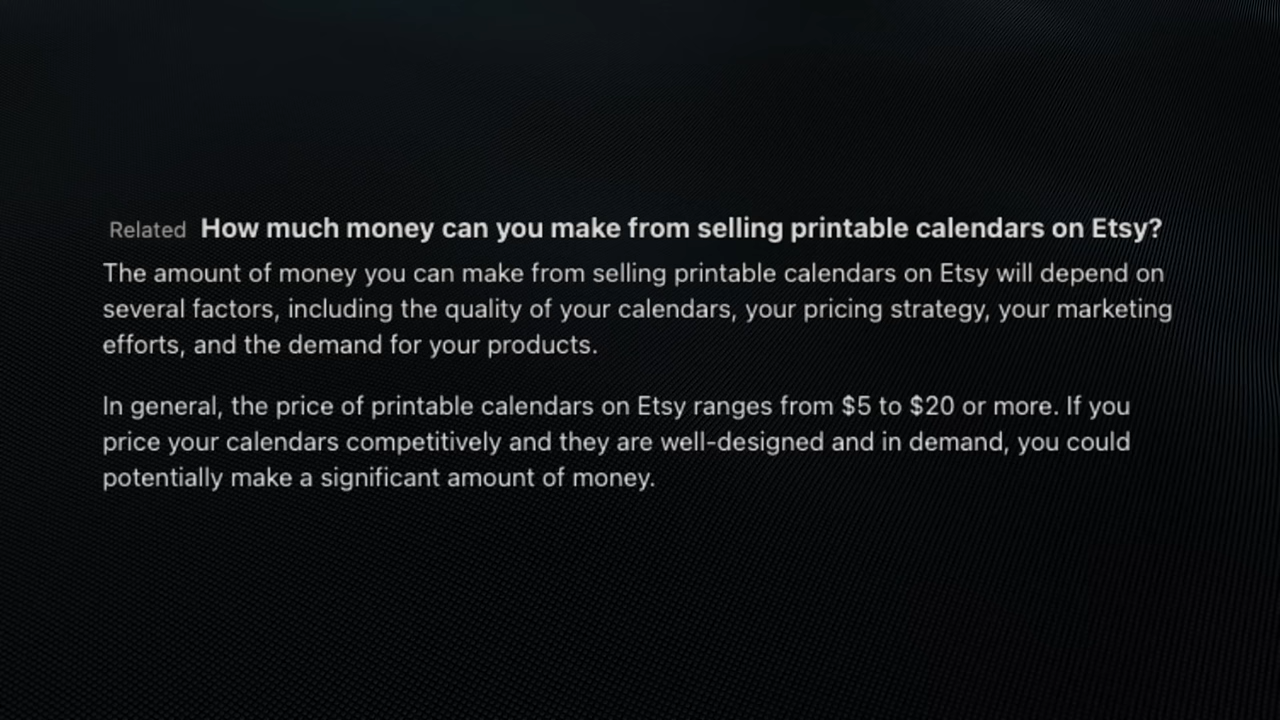 Related How much money can you make from selling printable calendars on Etsy?
The amount of money you can make from selling printable calendars on Etsy will depend on
several factors, including the quality of your calendars, your pricing strategy, your marketing
efforts, and the demand for your products.
In general, the price of printable calendars on Etsy ranges from $5 to $20 or more. If you
price your calendars competitively and they are well-designed and in demand, you could
potentially make a significant amount of money.